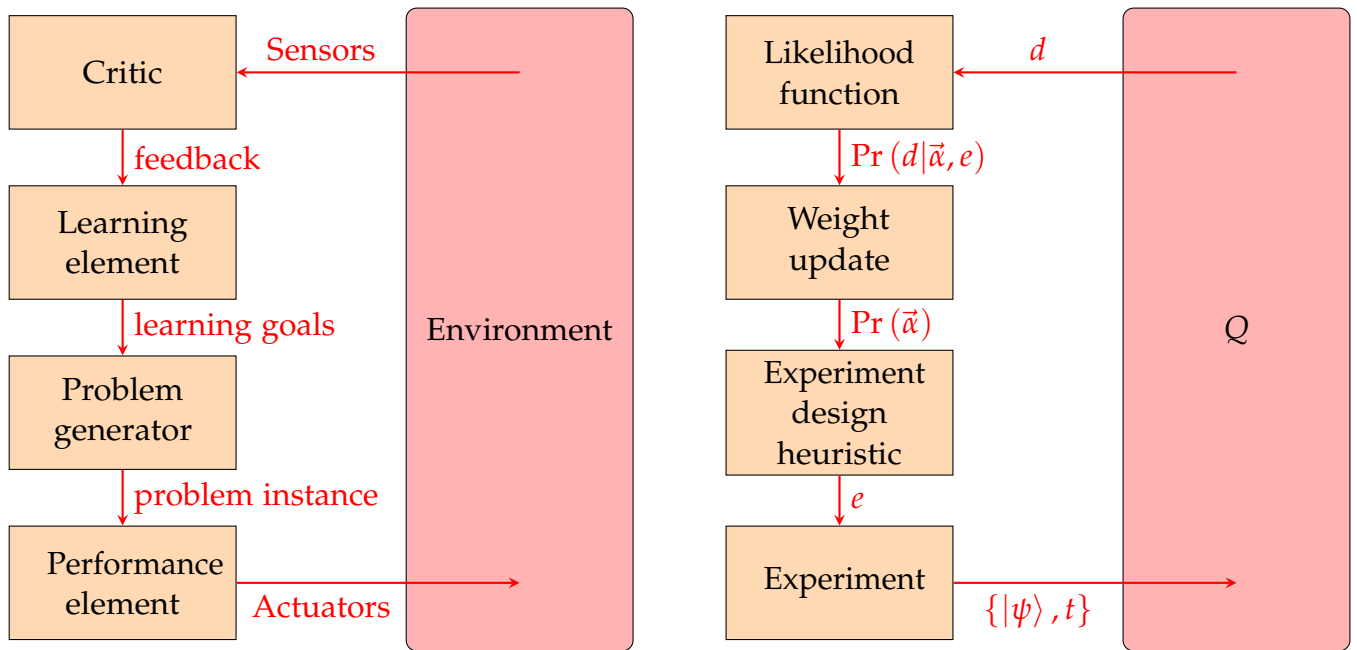 Sensors
Critic
feedback
Learning
element
learning goals
Environment
Problem
generator
problem instance
Performance
element
Actuators
d
Likelihood
function
Pr (d|α⃗, e)
Weight
update
Pr (α⃗)
Q
Experiment
design
heuristic
e
Experiment
{|ψ⟩ , t}